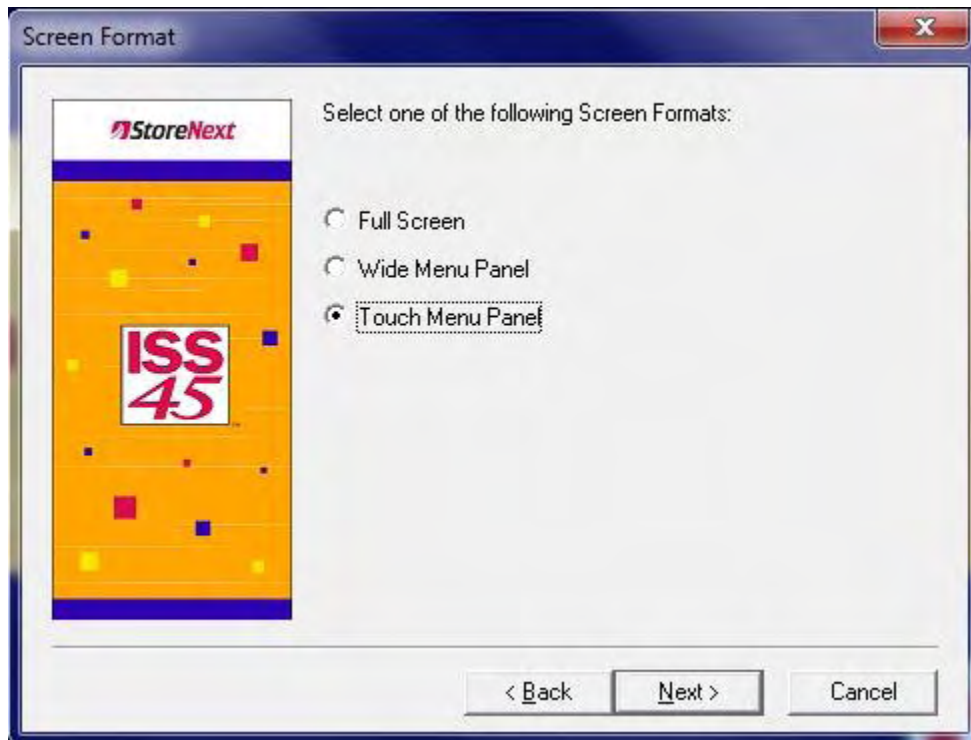 Screen Format
StoreNext
Select one of the following Screen Formats:
Full Screen
Wide Menu Panel
Touch Menu Panel
ISS
45
< Back
Next >
Cancel